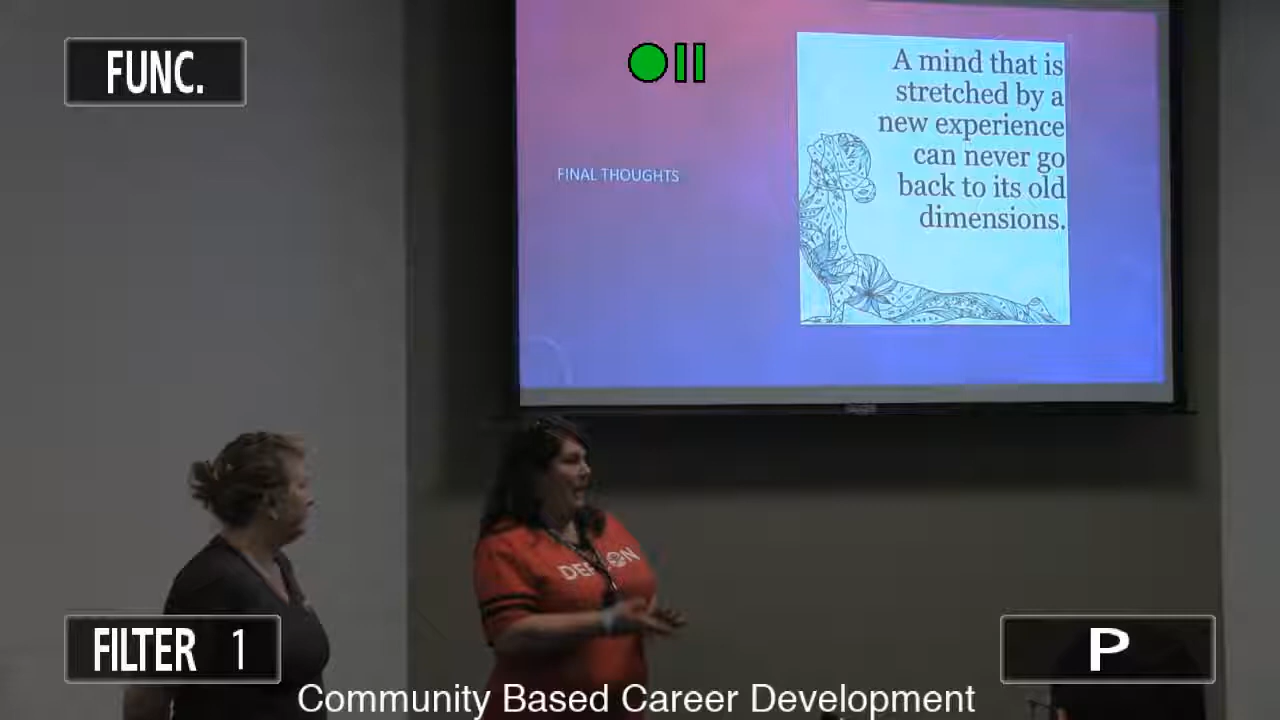 FUNC.
A mind that is
stretched by a
new experience
can never go
back to its old
dimensions.
FINAL THOUGHTS
DEFCON
FILTER 1
P
Community Based Career Development